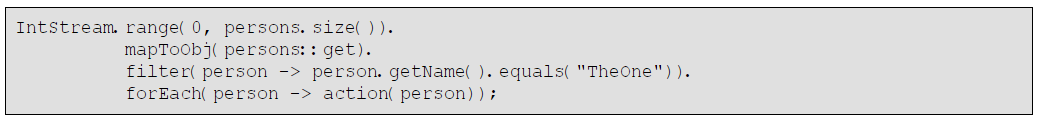 IntStream.range(0, persons.size()).
mapToObj(persons::get).
filter(person -> person.getName().equals("TheOne")).
forEach(person -> action(person));